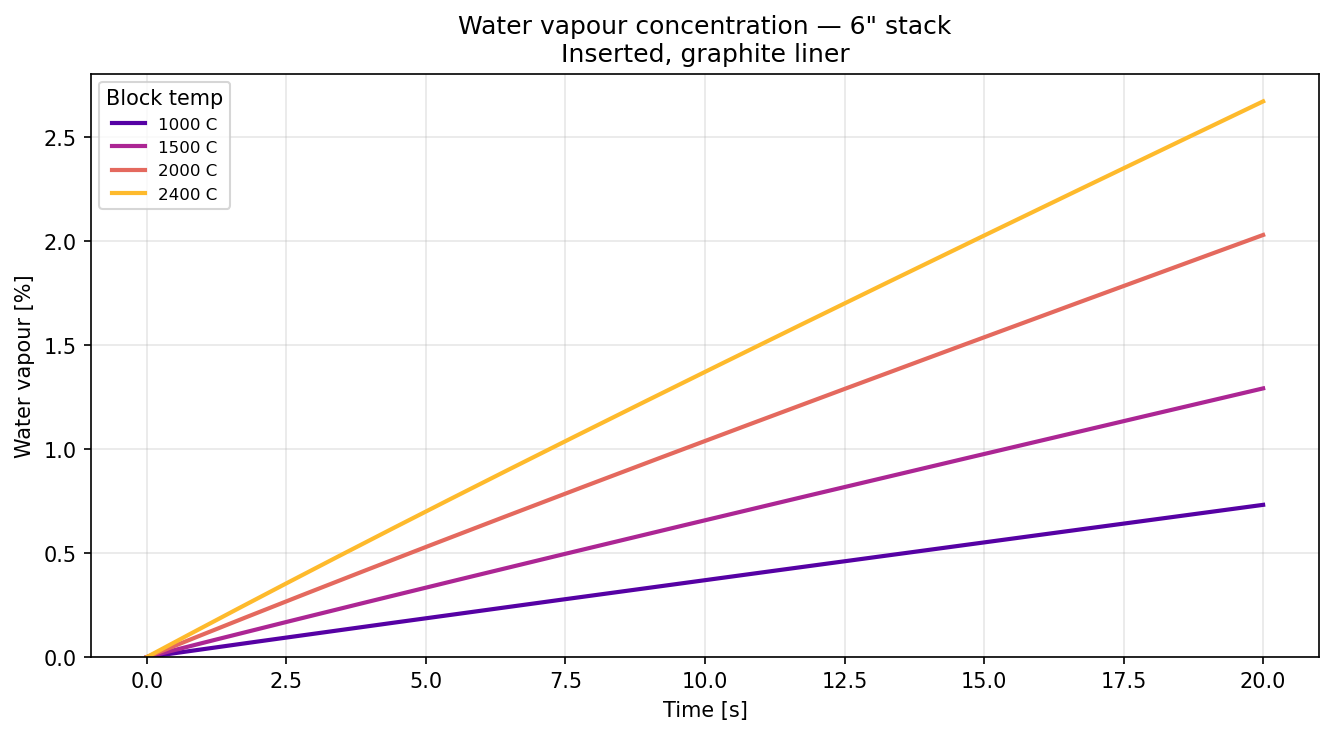 Water vapour concentration — 6" stack
Inserted, graphite liner
Block temp
1000 C
1500 C
2000 C
2400 C
Water vapour [%]
2.5
2.0
1.5
1.0
0.5
0.0
0.0 2.5 5.0 7.5 10.0 12.5 15.0 17.5 20.0
Time [s]